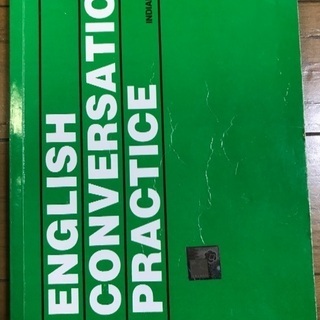 ENGLISH
CONVERSATIO
PRACTICE
INDIA